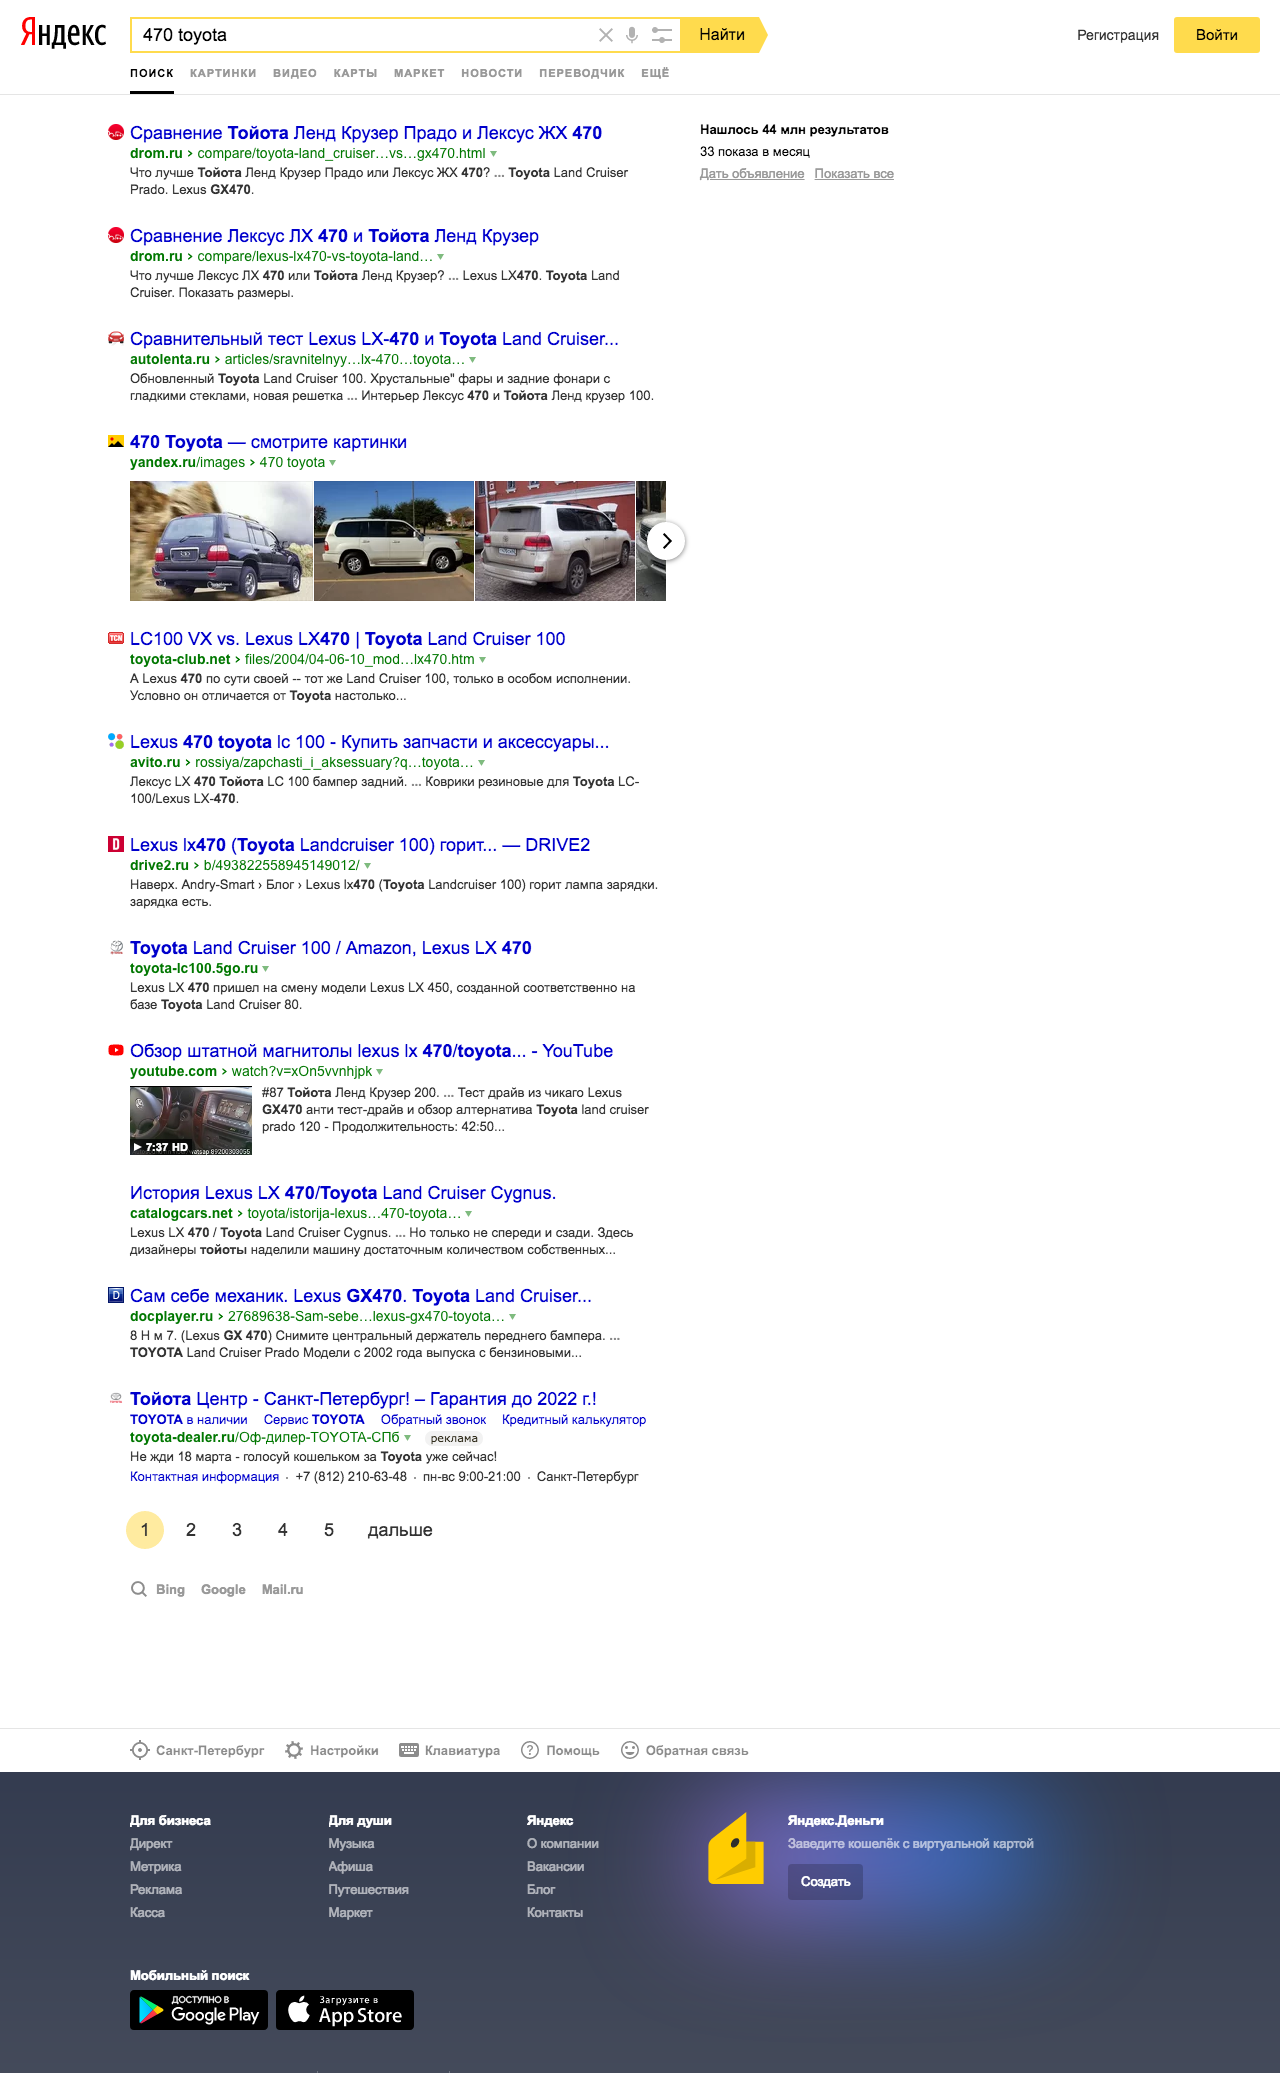 Яндекс
470 toyota
Найти
Регистрация
Войти
ПОИСК КАРТИНКИ ВИДЕО КАРТЫ МАРКЕТ НОВОСТИ ПЕРЕВОДЧИК ЕЩЁ
Сравнение Тойота Ленд Крузер Прадо и Лексус ЖХ 470
drom.ru › compare/toyota-land_cruiser…vs…gx470.html
Что лучше Тойота Ленд Крузер Прадо или Лексус ЖХ 470? ... Toyota Land Cruiser
Prado. Lexus GX470.
Нашлось 44 млн результатов
33 показа в месяц
Дать объявление Показать все
Сравнение Лексус ЛХ 470 и Тойота Ленд Крузер
drom.ru › compare/lexus-lx470-vs-toyota-land…
Что лучше Лексус ЛХ 470 или Тойота Ленд Крузер? ... Lexus LX470. Toyota Land
Cruiser. Показать размеры.
Сравнительный тест Lexus LX-470 и Toyota Land Cruiser...
autolenta.ru › articles/sravnitelnyy…lx-470…toyota…
Обновленный Toyota Land Cruiser 100. Хрустальные" фары и задние фонари с
гладкими стеклами, новая решетка ... Интерьер Лексус 470 и Тойота Ленд крузер 100.
470 Toyota — смотрите картинки
yandex.ru/images › 470 toyota
LC100 VX vs. Lexus LX470 | Toyota Land Cruiser 100
toyota-club.net › files/2004/04-06-10_mod…lx470.htm
А Lexus 470 по сути своей -- тот же Land Cruiser 100, только в особом исполнении.
Условно он отличается от Toyota настолько...
Lexus 470 toyota lc 100 - Купить запчасти и аксессуары...
avito.ru › rossiya/zapchasti_i_aksessuary?q…toyota…
Лексус LX 470 Тойота LC 100 бампер задний. ... Коврики резиновые для Toyota LC-
100/Lexus LX-470.
Lexus lx470 (Toyota Landcruiser 100) горит... — DRIVE2
drive2.ru › b/493822558945149012/
Наверх. Andry-Smart › Блог › Lexus lx470 (Toyota Landcruiser 100) горит лампа зарядки.
зарядка есть.
Toyota Land Cruiser 100 / Amazon, Lexus LX 470
toyota-lc100.5go.ru
Lexus LX 470 пришел на смену модели Lexus LX 450, созданной соответственно на
базе Toyota Land Cruiser 80.
Обзор штатной магнитолы lexus lx 470/toyota... - YouTube
youtube.com › watch?v=xOn5vvnhjpk
#87 Тойота Ленд Крузер 200. ... Тест драйв из чикаго Lexus
GX470 анти тест-драйв и обзор алтернатива Toyota land cruiser
prado 120 - Продолжительность: 42:50...
7:37 HD
История Lexus LX 470/Toyota Land Cruiser Cygnus.
catalogcars.net › toyota/istorija-lexus…470-toyota…
Lexus LX 470 / Toyota Land Cruiser Cygnus. ... Но только не спереди и сзади. Здесь
дизайнеры тойоты наделили машину достаточным количеством собственных...
Сам себе механик. Lexus GX470. Toyota Land Cruiser...
docplayer.ru › 27689638-Sam-sebe…lexus-gx470-toyota…
8 Н м 7. (Lexus GX 470) Снимите центральный держатель переднего бампера. ...
TOYOTA Land Cruiser Prado Модели с 2002 года выпуска с бензиновыми...
Тойота Центр - Санкт-Петербург! – Гарантия до 2022 г.!
TOYOTA в наличии Сервис TOYOTA Обратный звонок Кредитный калькулятор
toyota-dealer.ru/Оф-дилер-TOYOTA-СПб реклама
Не жди 18 марта - голосуй кошельком за Toyota уже сейчас!
Контактная информация · +7 (812) 210-63-48 · пн-вс 9:00-21:00 · Санкт-Петербург
1 2 3 4 5 дальше
Bing Google Mail.ru
Санкт-Петербург Настройки Клавиатура Помощь Обратная связь
Для бизнеса
Директ
Метрика
Реклама
Касса
Для души
Музыка
Афиша
Путешествия
Маркет
Яндекс
О компании
Вакансии
Блог
Контакты
Яндекс.Деньги
Заведите кошелёк с виртуальной картой
Создать
Мобильный поиск
ДОСТУПНО В
Google Play
Загрузите в
App Store